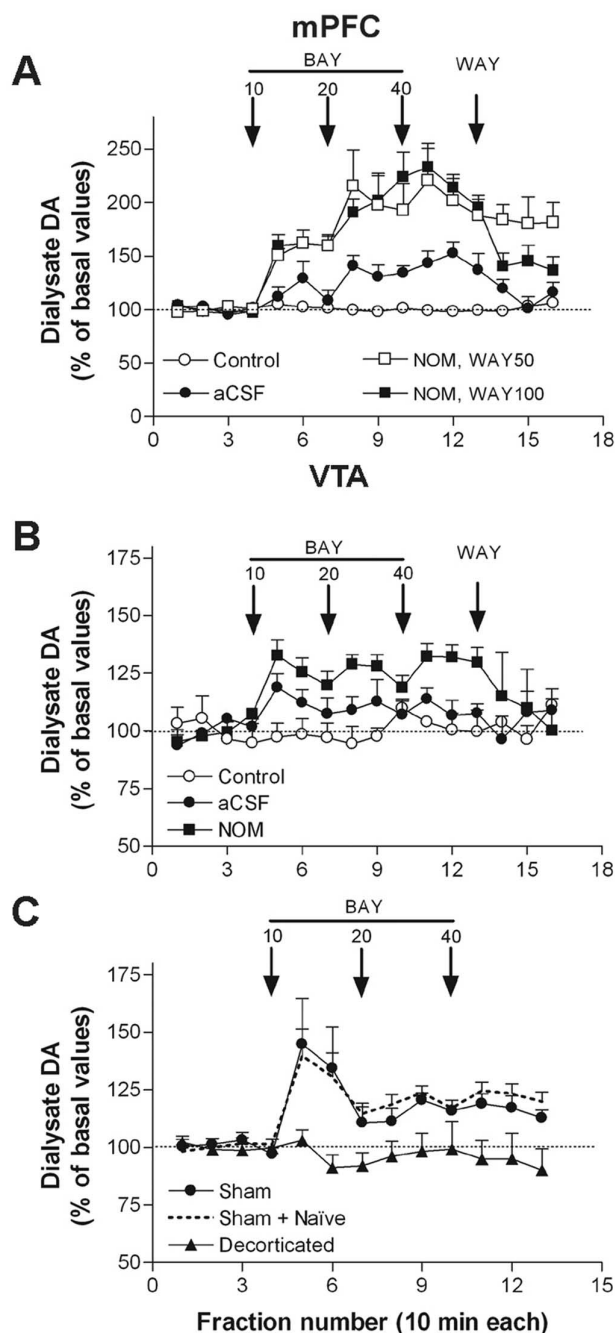 mPFC
A
BAY
WAY
10 20 40
Dialysate DA
(% of basal values)
250
200
150
100
50
0
Control
aCSF
NOM, WAY50
NOM, WAY100
0 3 6 9 12 15 18
VTA
B
BAY
WAY
10 20 40
Dialysate DA
(% of basal values)
175
150
125
100
75
50
Control
aCSF
NOM
0 3 6 9 12 15 18
C
BAY
10 20 40
Dialysate DA
(% of basal values)
175
150
125
100
75
50
Sham
Sham + Naïve
Decorticated
0 3 6 9 12 15
Fraction number (10 min each)